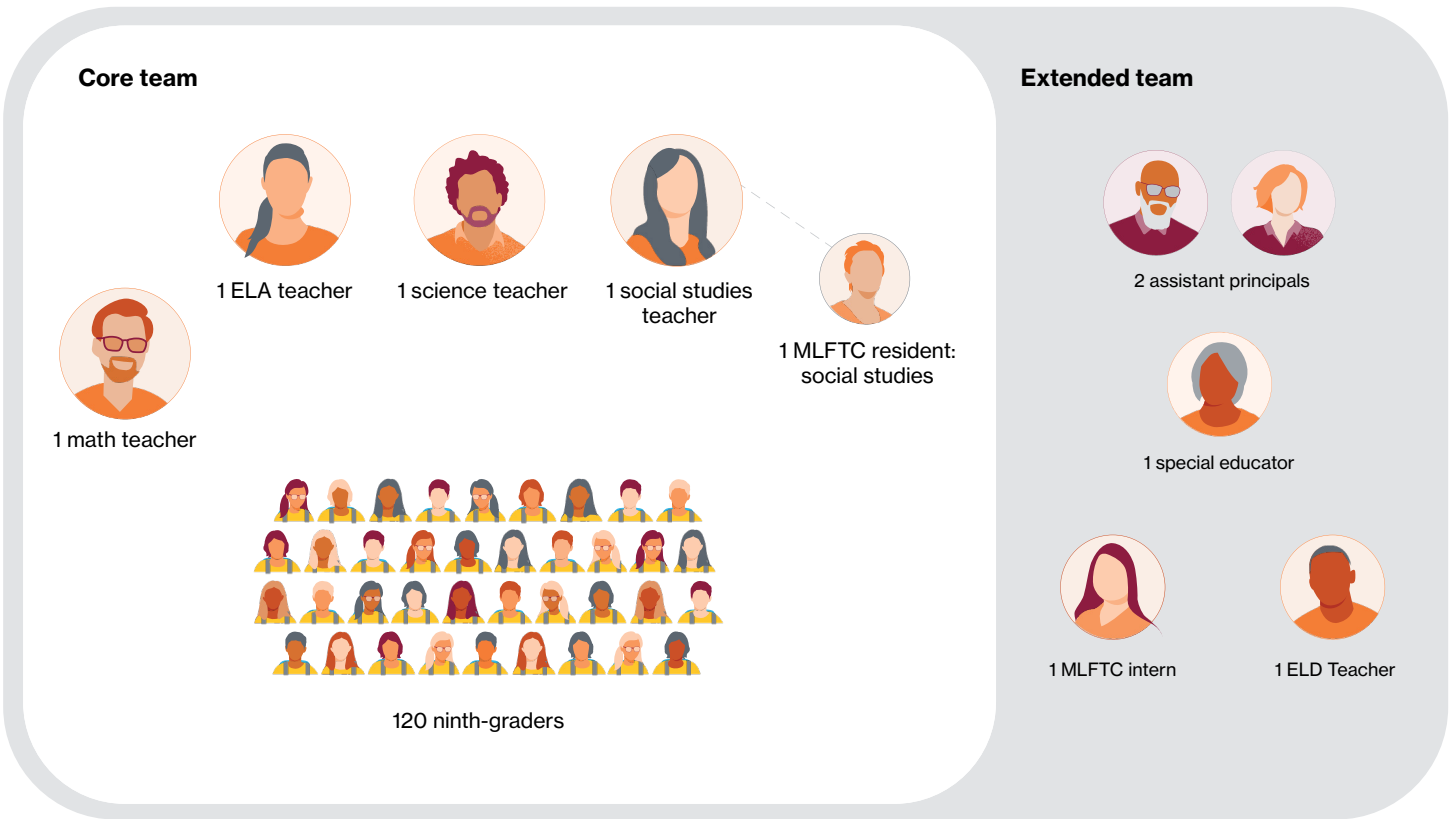 Core team
1 ELA teacher
1 science teacher
1 social studies
teacher
1 MLFTC resident:
social studies
1 math teacher
120 ninth-graders
Extended team
2 assistant principals
1 special educator
1 MLFTC intern
1 ELD Teacher